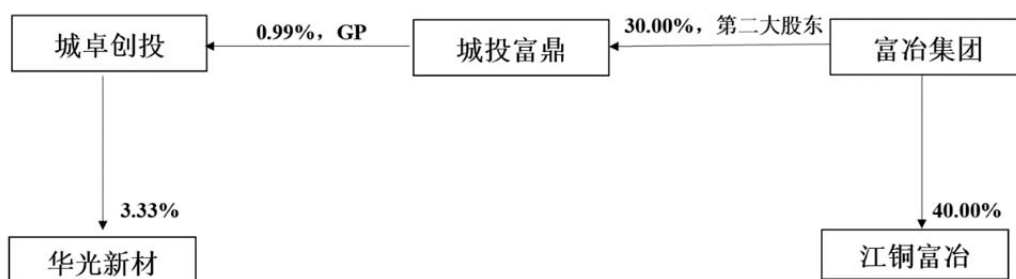 城卓创投
0.99%，GP
城投富鼎
30.00%，第二大股东
富冶集团
3.33%
40.00%
华光新材
江铜富冶